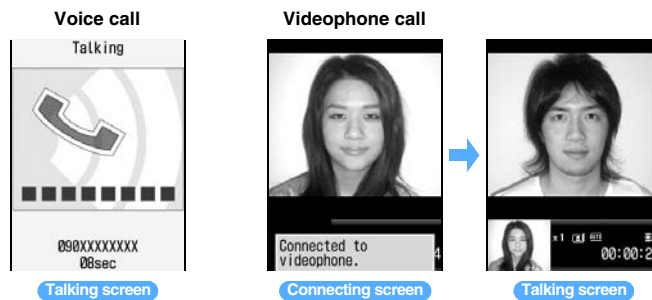 Voice call
Videophone call
Talking
090XXXXXXXX
08sec
Connected to
videophone.
4
x1
00:00:2
Talking screen
Connecting screen
Talking screen